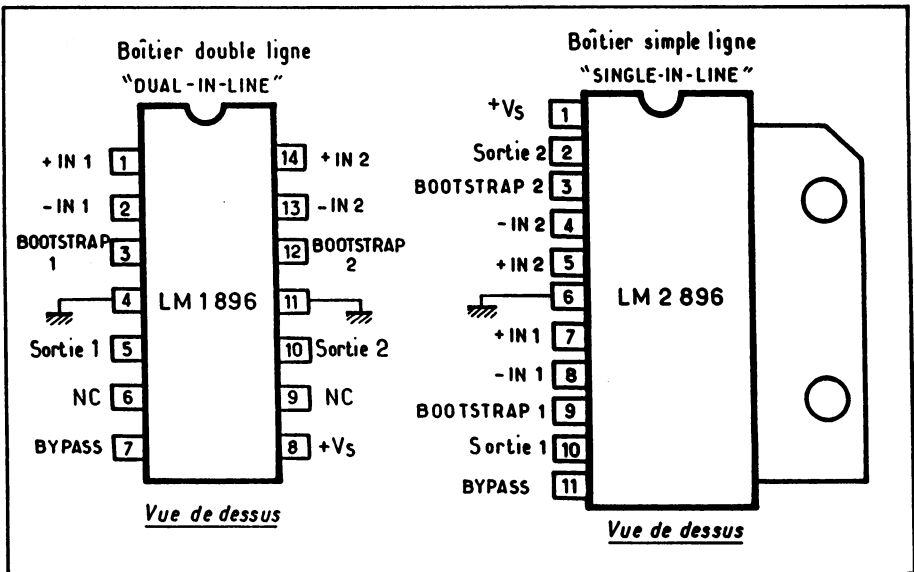 Boîtier double ligne
"DUAL-IN-LINE"
+ IN 1 1
- IN 1 2
BOOTSTRAP 1 3
4
Sortie 1 5
NC 6
BYPASS 7
14 + IN 2
13 - IN 2
12 BOOTSTRAP 2
11
10 Sortie 2
9 NC
8 +Vs
LM 1896
Vue de dessus
Boîtier simple ligne
"SINGLE-IN-LINE"
+Vs 1
Sortie 2 2
BOOTSTRAP 2 3
- IN 2 4
+ IN 2 5
6
+ IN 1 7
- IN 1 8
BOOTSTRAP 1 9
Sortie 1 10
BYPASS 11
LM 2896
Vue de dessus